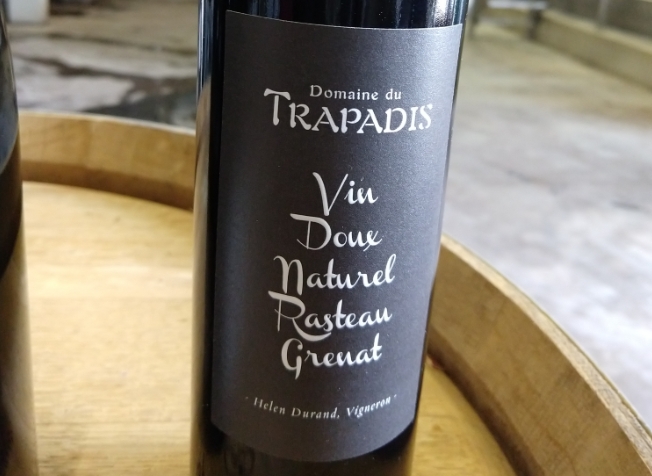 Domaine du
TRAPADIS
Vin
Doux
Naturel
Rasteau
Grenat
- Helen Durand, Vigneron -